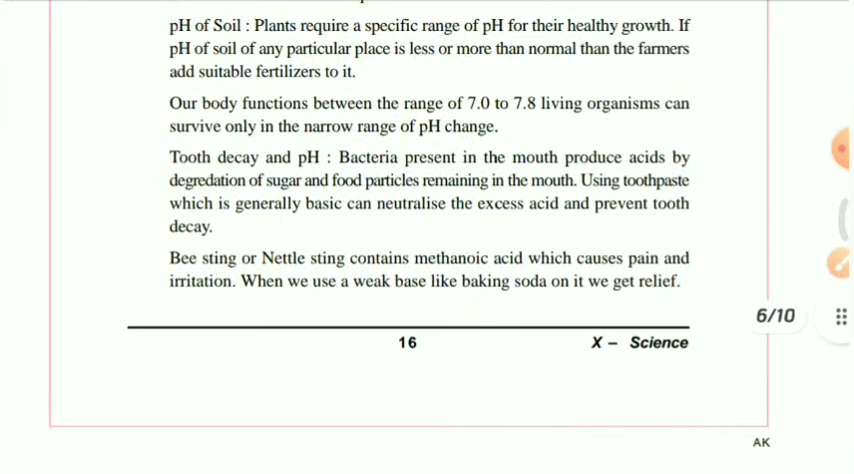 pH of Soil : Plants require a specific range of pH for their healthy growth. If
pH of soil of any particular place is less or more than normal than the farmers
add suitable fertilizers to it.
Our body functions between the range of 7.0 to 7.8 living organisms can
survive only in the narrow range of pH change.
Tooth decay and pH : Bacteria present in the mouth produce acids by
degredation of sugar and food particles remaining in the mouth. Using toothpaste
which is generally basic can neutralise the excess acid and prevent tooth
decay.
Bee sting or Nettle sting contains methanoic acid which causes pain and
irritation. When we use a weak base like baking soda on it we get relief.
6/10
16 X – Science
AK